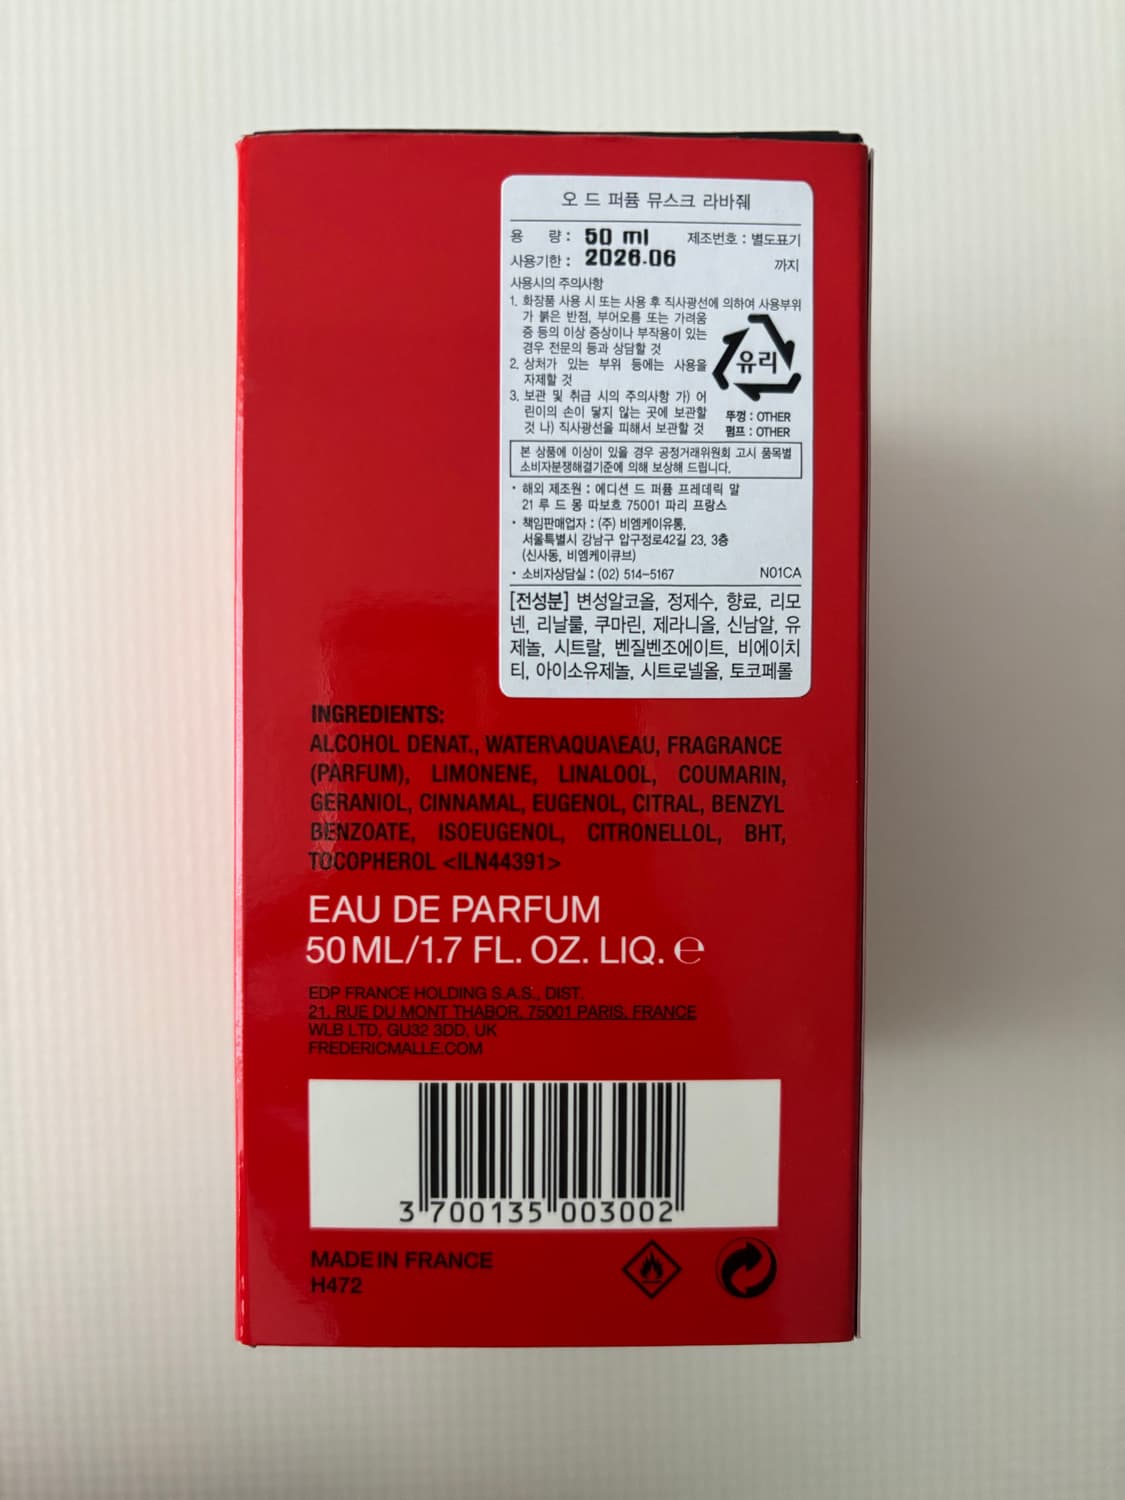 오 드 퍼퓸 뮤스크 라바줴
용 량 : 50 ml 제조번호 : 별도표기
사용기한 : 2026.06 까지
사용시의 주의사항
1. 화장품 사용 시 또는 사용 후 직사광선에 의하여 사용부위
가 붉은 반점, 부어오름 또는 가려움
증 등의 이상 증상이나 부작용이 있는
경우 전문의 등과 상담할 것
2. 상처가 있는 부위 등에는 사용을
자제할 것
3. 보관 및 취급 시의 주의사항 가) 어
린이의 손이 닿지 않는 곳에 보관할
것 나) 직사광선을 피해서 보관할 것
유리
뚜껑 : OTHER
펌프 : OTHER
본 상품에 이상이 있을 경우 공정거래위원회 고시 품목별
소비자분쟁해결기준에 의해 보상해 드립니다.
· 해외 제조원 : 에디션 드 퍼퓸 프레데릭 말
21 루 드 몽 따보흐 75001 파리 프랑스
· 책임판매업자 : (주) 비엠케이유통,
서울특별시 강남구 압구정로42길 23, 3층
(신사동, 비엠케이큐브)
· 소비자상담실 : (02) 514-5167 N01CA
[전성분] 변성알코올, 정제수, 향료, 리모
넨, 리날룰, 쿠마린, 제라니올, 신남알, 유
제놀, 시트랄, 벤질벤조에이트, 비에이치
티, 아이소유제놀, 시트로넬올, 토코페롤
INGREDIENTS:
ALCOHOL DENAT., WATER\AQUA\EAU, FRAGRANCE
(PARFUM), LIMONENE, LINALOOL, COUMARIN,
GERANIOL, CINNAMAL, EUGENOL, CITRAL, BENZYL
BENZOATE, ISOEUGENOL, CITRONELLOL, BHT,
TOCOPHEROL <ILN44391>
EAU DE PARFUM
50 ML/1.7 FL. OZ. LIQ. ℮
EDP FRANCE HOLDING S.A.S., DIST.
21, RUE DU MONT THABOR, 75001 PARIS, FRANCE
WLB LTD, GU32 3DD, UK
FREDERICMALLE.COM
3 700135 003002
MADE IN FRANCE
H472